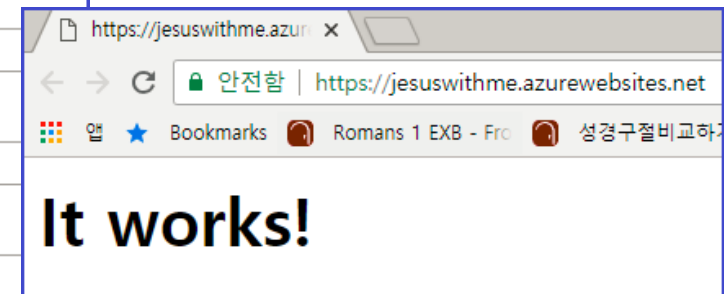 https://jesuswithme.azur
안전함 | https://jesuswithme.azurewebsites.net
앱 Bookmarks Romans 1 EXB - Fro 성경구절비교하
It works!